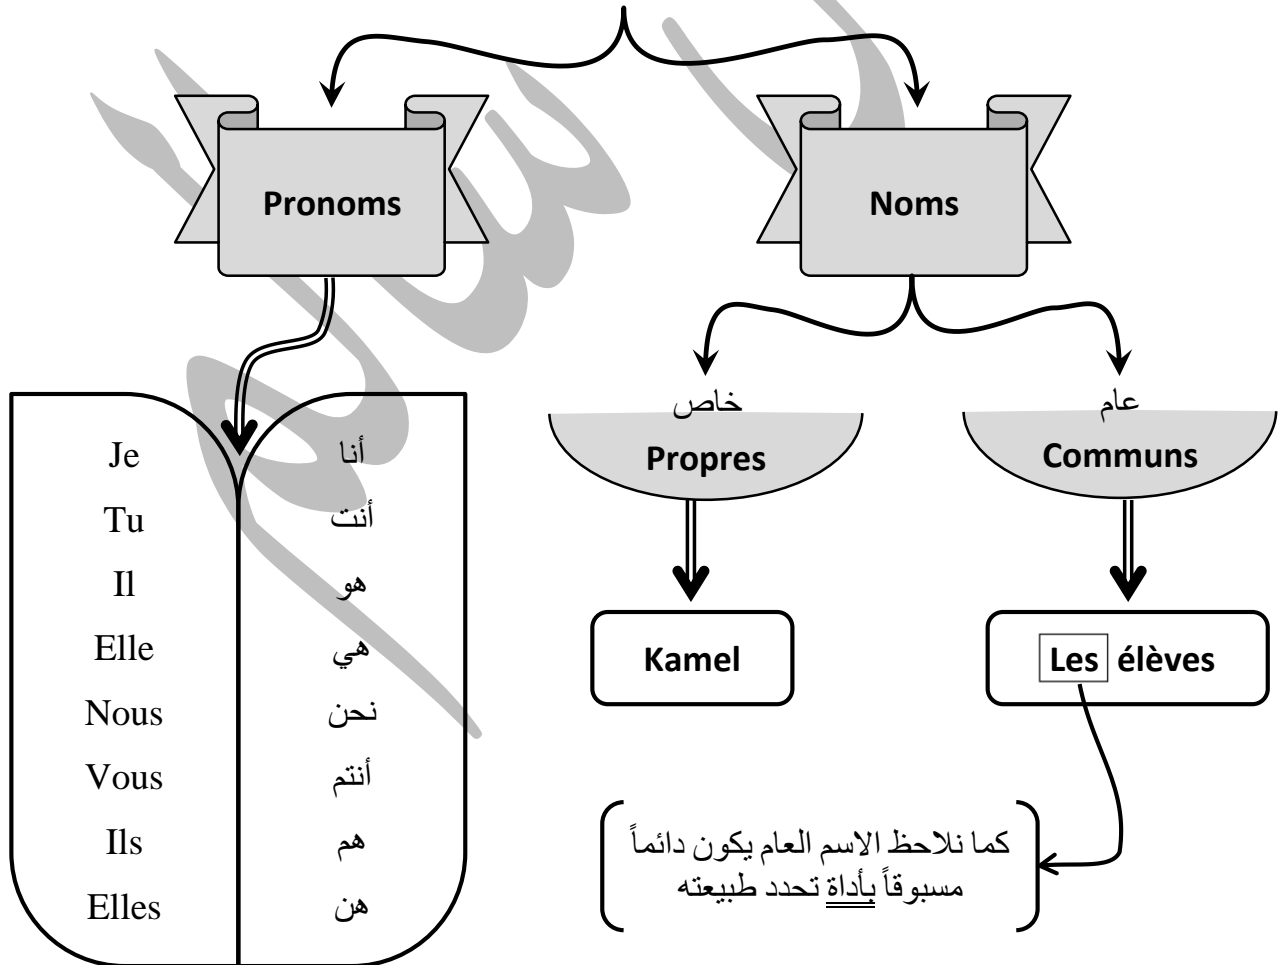 Pronoms
Noms
خاص
عام
Propres
Communs
Je
أنا
Tu
أنت
Il
هو
Elle
هي
Nous
نحن
Vous
أنتم
Ils
هم
Elles
هن
Kamel
Les élèves
كما نلاحظ الاسم العام يكون دائماً
مسبوقاً بأداة تحدد طبيعته